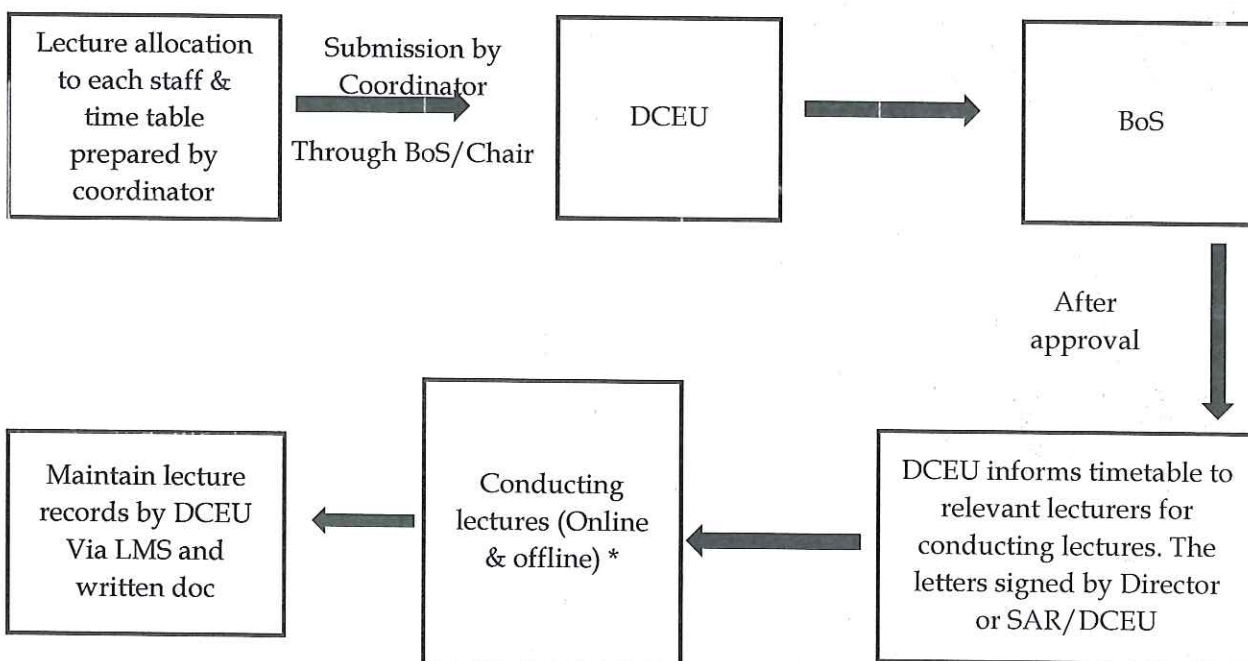 Lecture allocation
to each staff &
time table
prepared by
coordinator
Submission by
Coordinator
Through BoS/Chair
DCEU
BoS
After
approval
DCEU informs timetable to
relevant lecturers for
conducting lectures. The
letters signed by Director
or SAR/DCEU
Conducting
lectures (Online
& offline) *
Maintain lecture
records by DCEU
Via LMS and
written doc